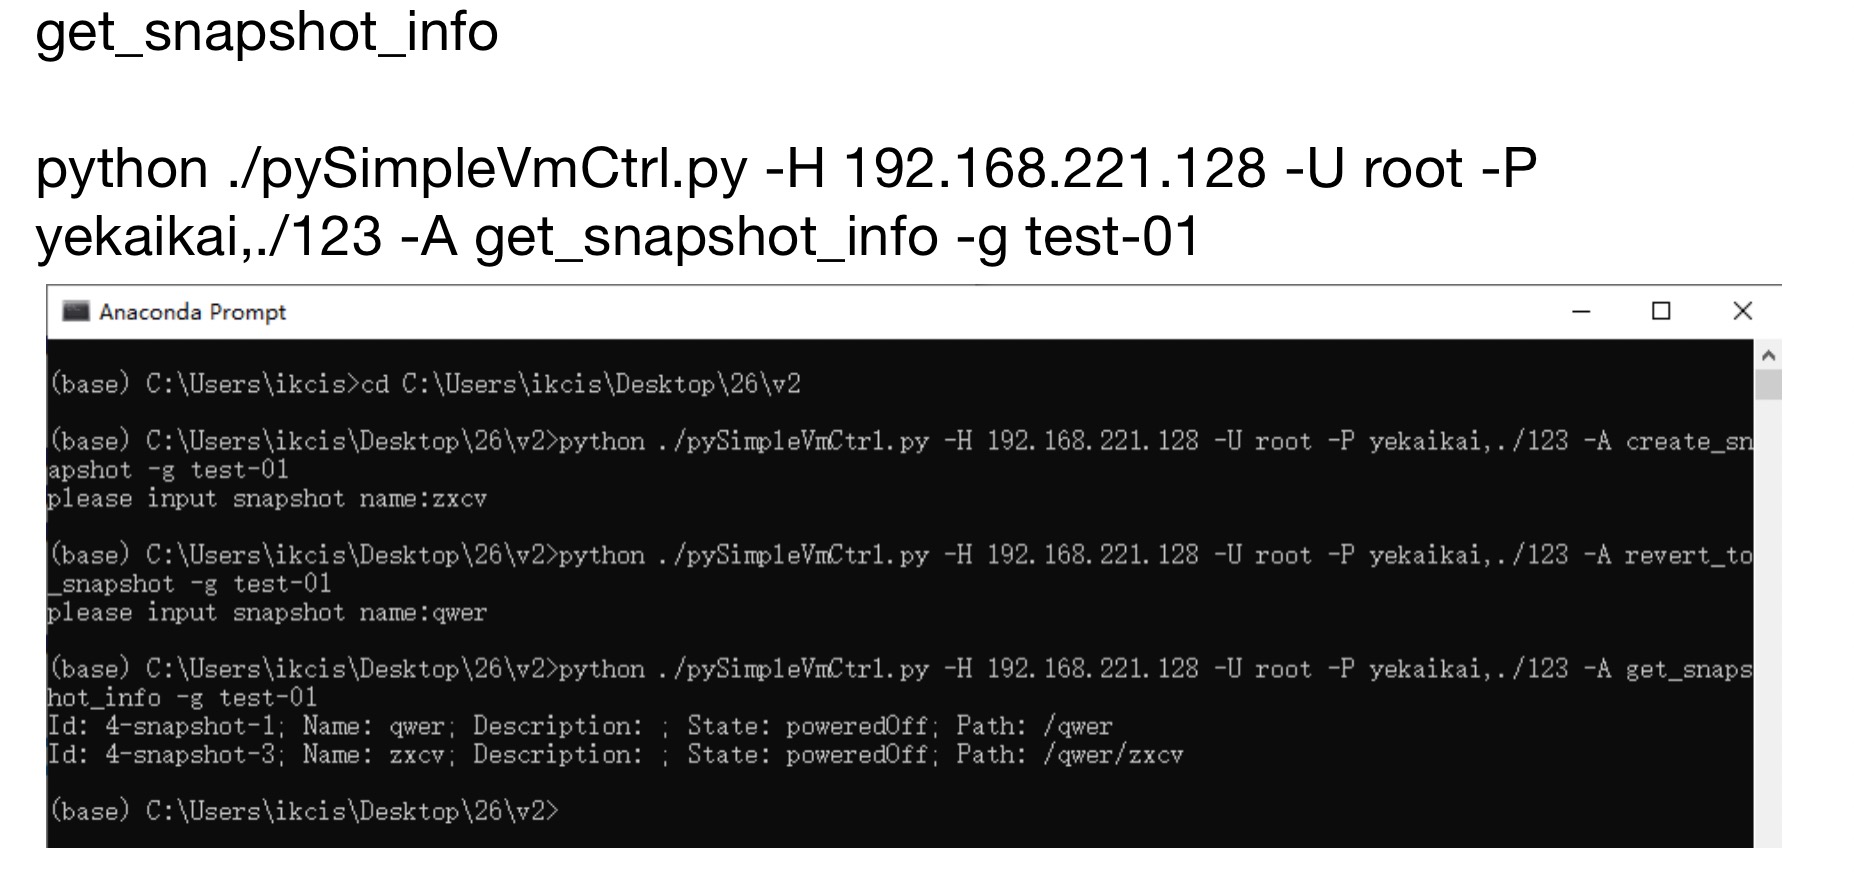 get_snapshot_info
python ./pySimpleVmCtrl.py -H 192.168.221.128 -U root -P
yekaikai,./123 -A get_snapshot_info -g test-01
Anaconda Prompt
(base) C:\Users\ikcis>cd C:\Users\ikcis\Desktop\26\v2
(base) C:\Users\ikcis\Desktop\26\v2>python ./pySimpleVmCtrl.py -H 192.168.221.128 -U root -P yekaikai,./123 -A create_sn
apshot -g test-01
please input snapshot name:zxcv
(base) C:\Users\ikcis\Desktop\26\v2>python ./pySimpleVmCtrl.py -H 192.168.221.128 -U root -P yekaikai,./123 -A revert_to
_snapshot -g test-01
please input snapshot name:qwer
(base) C:\Users\ikcis\Desktop\26\v2>python ./pySimpleVmCtrl.py -H 192.168.221.128 -U root -P yekaikai,./123 -A get_snaps
hot_info -g test-01
Id: 4-snapshot-1; Name: qwer; Description: ; State: poweredOff; Path: /qwer
Id: 4-snapshot-3; Name: zxcv; Description: ; State: poweredOff; Path: /qwer/zxcv
(base) C:\Users\ikcis\Desktop\26\v2>